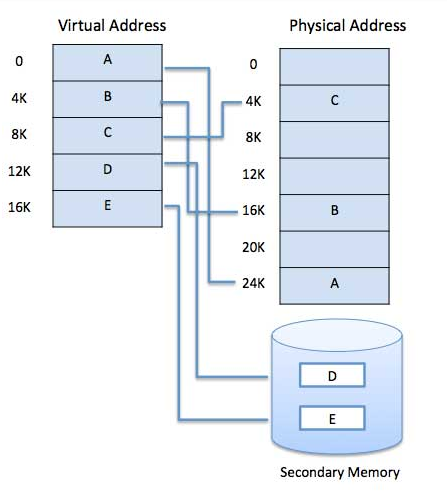 Virtual Address
0 A
4K B
8K C
12K D
16K E
Physical Address
0
4K C
8K
12K
16K B
20K
24K A
D
E
Secondary Memory